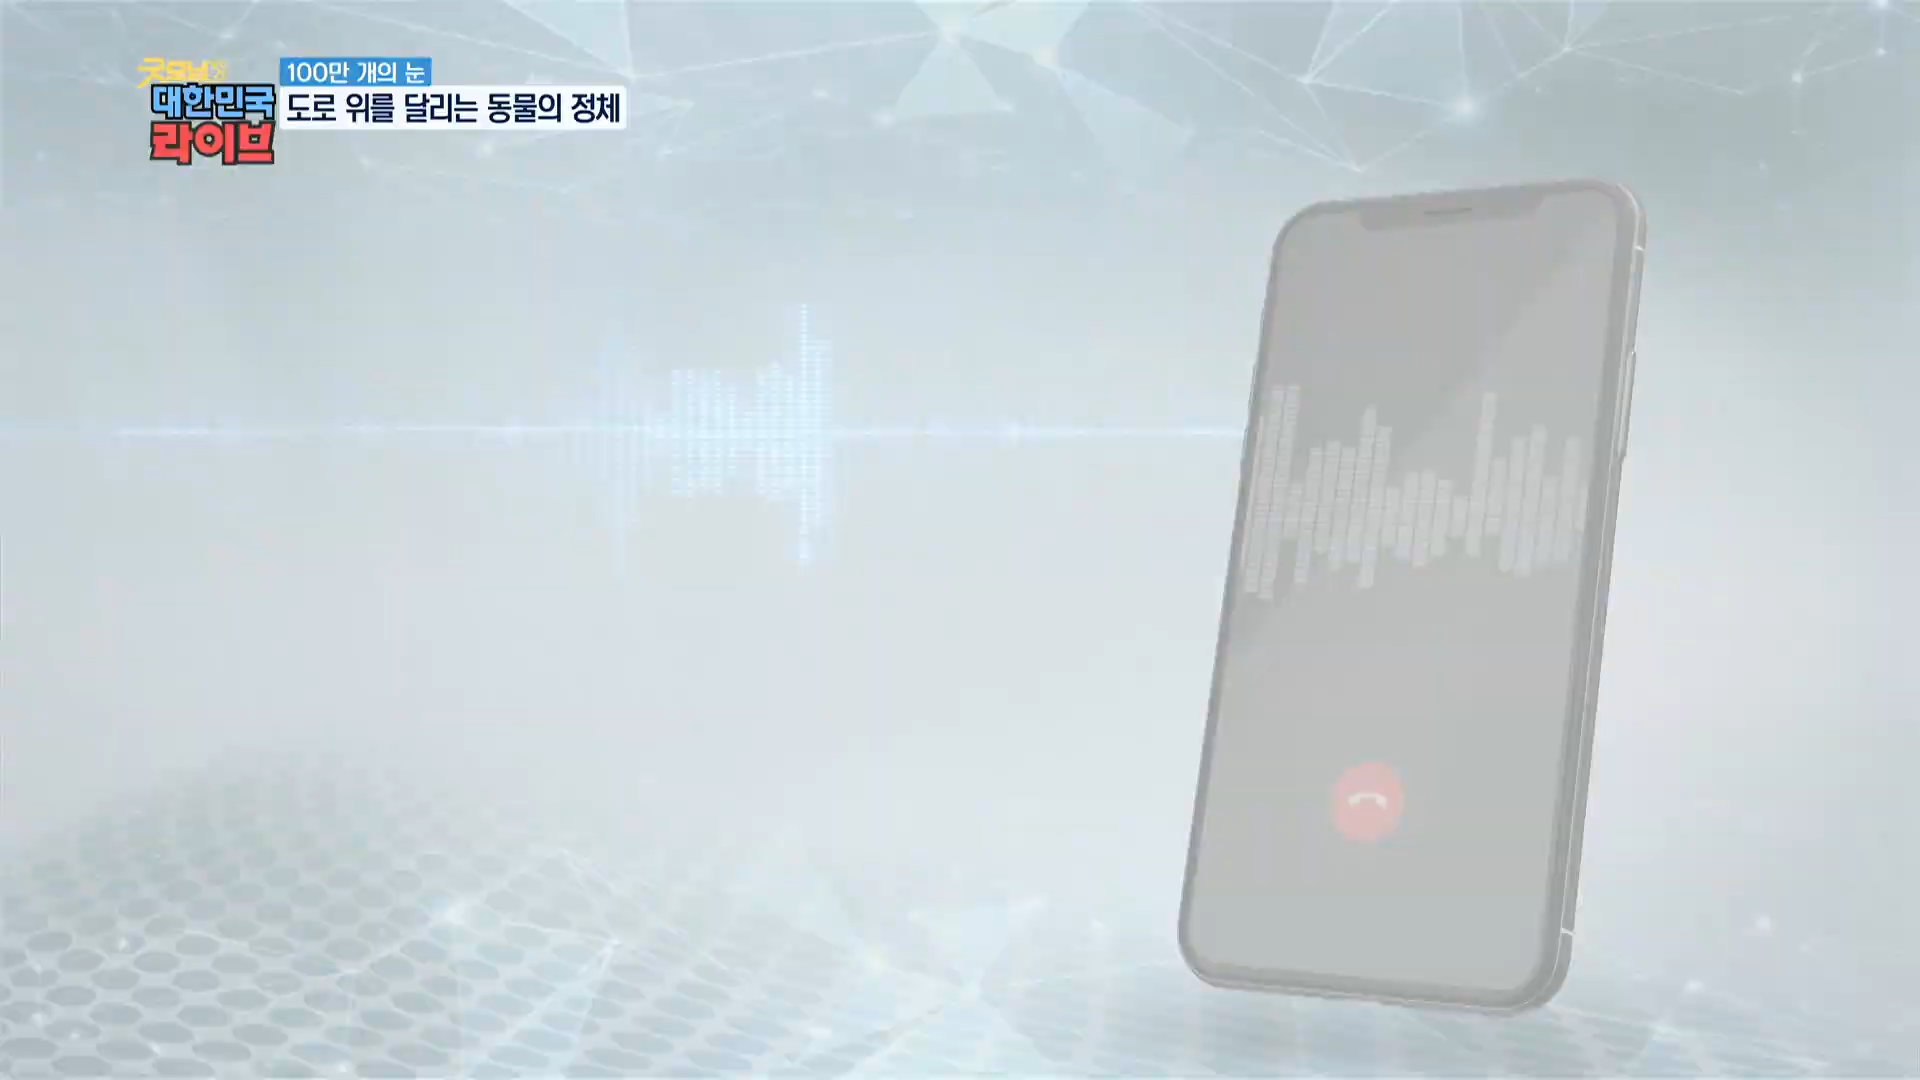 굿모닝
100만 개의 눈
대한민국
도로 위를 달리는 동물의 정체
라이브